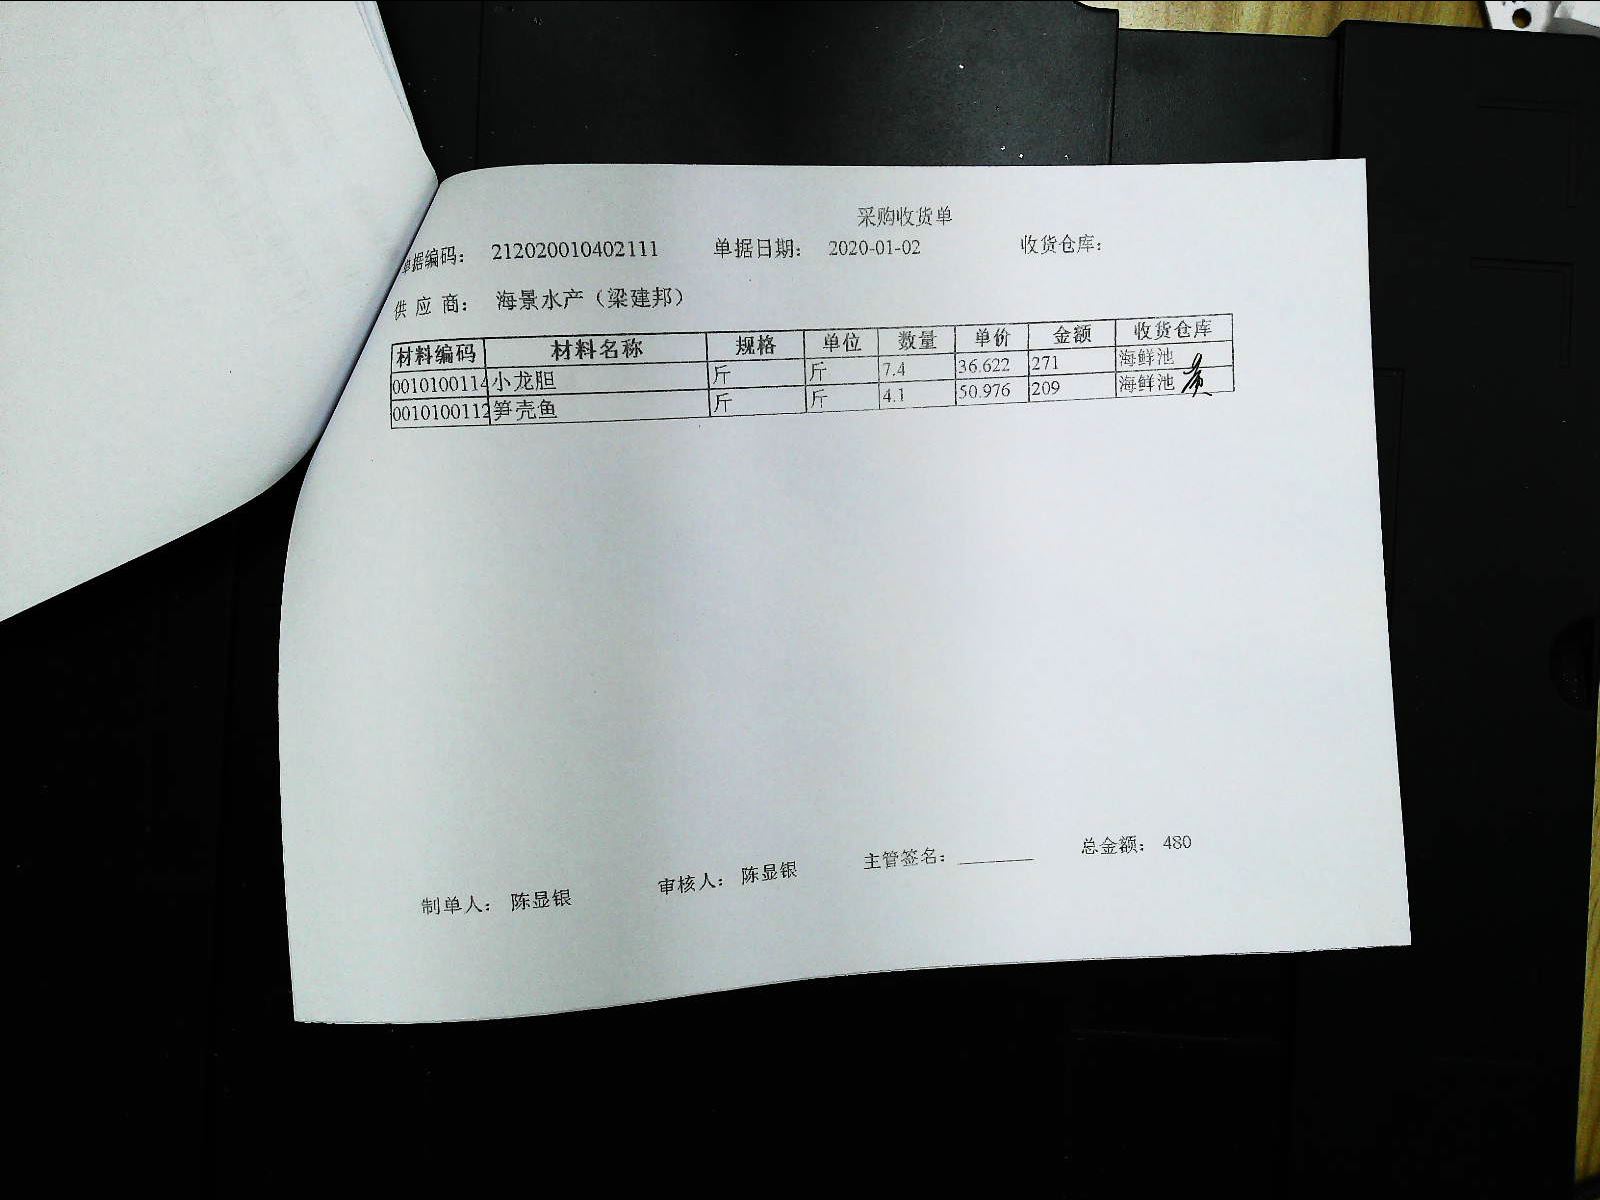 采购收货单
单据编码： 212020010402111 单据日期： 2020-01-02 收货仓库：
供 应 商： 海景水产（梁建邦）
材料编码 材料名称 规格 单位 数量 单价 金额 收货仓库
0010100114 小龙胆 斤 斤 7.4 36.622 271 海鲜池
0010100112 笋壳鱼 斤 斤 4.1 50.976 209 海鲜池
制单人： 陈显银 审核人： 陈显银 主管签名： 总金额： 480